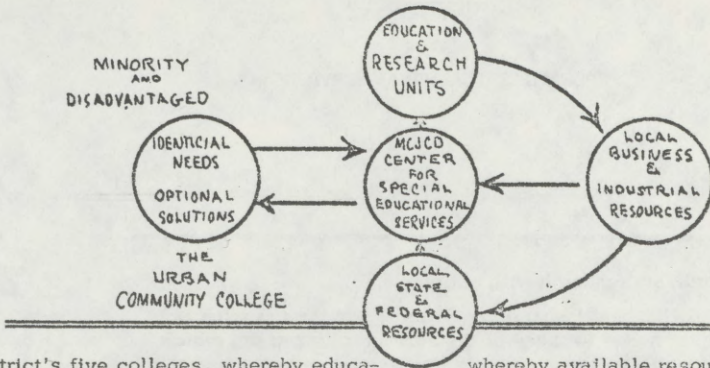 MINORITY
AND
DISADVANTAGED
IDENTICIAL
NEEDS
OPTIONAL
SOLUTIONS
THE
URBAN
COMMUNITY COLLEGE
EDUCATION
&
RESEARCH
UNITS
MCJCD
CENTER
FOR
SPECIAL
EDUCATIONAL
SERVICES
LOCAL,
STATE
&
FEDERAL
RESOURCES
LOCAL
BUSINESS
&
INDUSTRIAL
RESOURCES
trict's five colleges, whereby educa-
whereby available resou